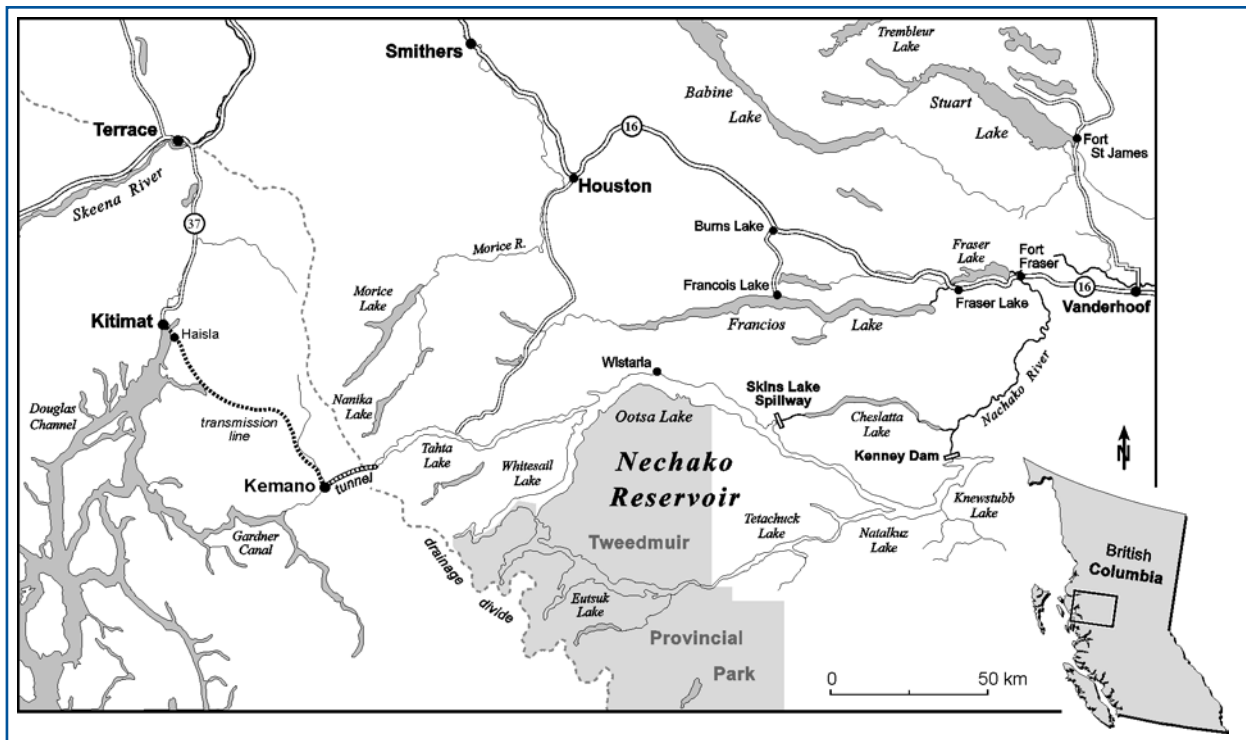 Smithers
Trembleur
Lake
Babine
Lake
Stuart
Lake
Terrace
16
Fort
St James
Skeena River
Houston
37
Burns Lake
Morice R.
Fraser
Lake
Fort
Fraser
Morice
Lake
Francois Lake
Fraser Lake
16
Vanderhoof
Kitimat
Haisla
Francios Lake
Wistaria
Skins Lake
Spillway
Nachako River
Douglas
Channel
Nanika
Lake
transmission
line
Ootsa Lake
Cheslatta
Lake
Tahta
Lake
Kenney Dam
N
Whitesail
Lake
Nechako
Reservoir
Kemano
tunnel
Knewstubb
Lake
Tetachuck
Lake
Natalkuz
Lake
Gardner
Canal
Tweedmuir
drainage
divide
British
Columbia
Eutsuk
Lake
Provincial
Park
0 50 km